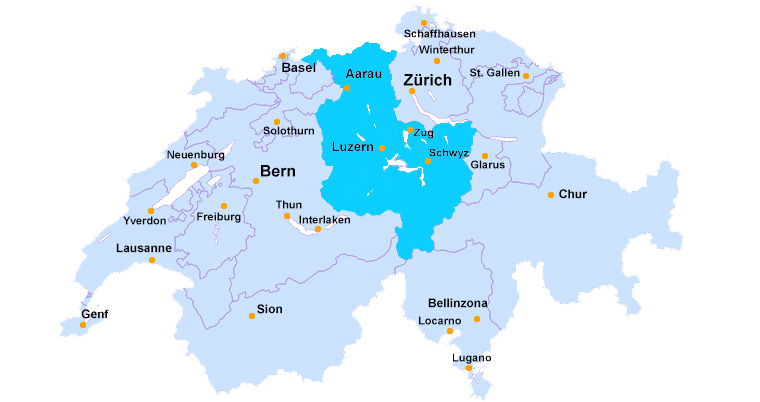 Schaffhausen
Winterthur
Basel
Aarau
Zürich
St. Gallen
Solothurn
Zug
Luzern
Schwyz
Neuenburg
Glarus
Bern
Chur
Thun
Yverdon
Freiburg
Interlaken
Lausanne
Bellinzona
Sion
Genf
Locarno
Lugano